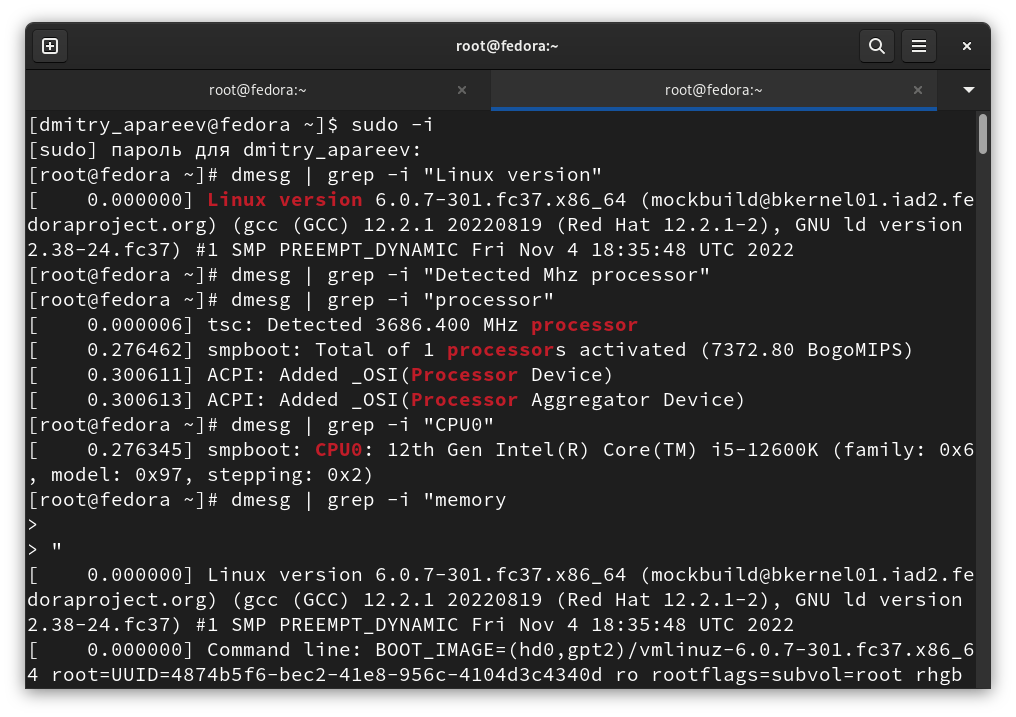 root@fedora:~
root@fedora:~ root@fedora:~
[dmitry_apareev@fedora ~]$ sudo -i
[sudo] пароль для dmitry_apareev:
[root@fedora ~]# dmesg | grep -i "Linux version"
[    0.000000] Linux version 6.0.7-301.fc37.x86_64 (mockbuild@bkernel01.iad2.fe
doraproject.org) (gcc (GCC) 12.2.1 20220819 (Red Hat 12.2.1-2), GNU ld version
2.38-24.fc37) #1 SMP PREEMPT_DYNAMIC Fri Nov 4 18:35:48 UTC 2022
[root@fedora ~]# dmesg | grep -i "Detected Mhz processor"
[root@fedora ~]# dmesg | grep -i "processor"
[    0.000006] tsc: Detected 3686.400 MHz processor
[    0.276462] smpboot: Total of 1 processors activated (7372.80 BogoMIPS)
[    0.300611] ACPI: Added _OSI(Processor Device)
[    0.300613] ACPI: Added _OSI(Processor Aggregator Device)
[root@fedora ~]# dmesg | grep -i "CPU0"
[    0.276345] smpboot: CPU0: 12th Gen Intel(R) Core(TM) i5-12600K (family: 0x6
, model: 0x97, stepping: 0x2)
[root@fedora ~]# dmesg | grep -i "memory
>
> "
[    0.000000] Linux version 6.0.7-301.fc37.x86_64 (mockbuild@bkernel01.iad2.fe
doraproject.org) (gcc (GCC) 12.2.1 20220819 (Red Hat 12.2.1-2), GNU ld version
2.38-24.fc37) #1 SMP PREEMPT_DYNAMIC Fri Nov 4 18:35:48 UTC 2022
[    0.000000] Command line: BOOT_IMAGE=(hd0,gpt2)/vmlinuz-6.0.7-301.fc37.x86_6
4 root=UUID=4874b5f6-bec2-41e8-956c-4104d3c4340d ro rootflags=subvol=root rhgb